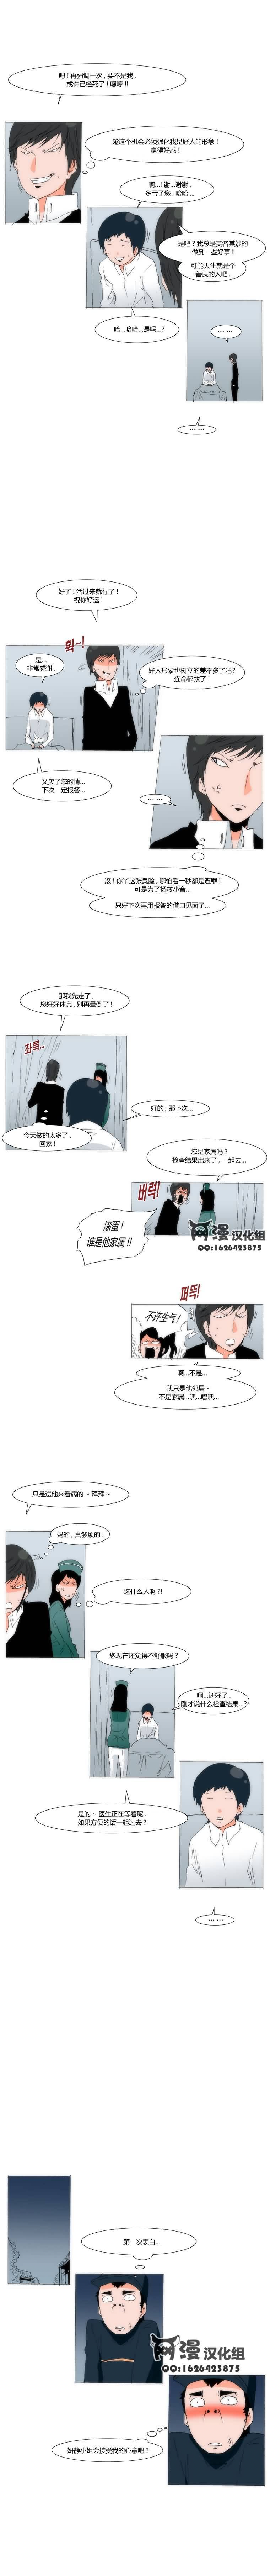 嗯！再强调一次，要不是我，
或许已经死了！嗯哼!!
趁这个机会必须强化我是好人的形象！
赢得好感！
啊...！谢...谢谢．
多亏了您．哈哈...
是吧？我总是莫名其妙的
做到一些好事！
可能天生就是个
善良的人吧．
哈...哈哈...是吗...?
... ...
... ...
好了！活过来就行了！
祝你好运！
휙~!
是...
非常感谢．
好人形象也树立的差不多了吧？
连命都救了！
又欠了您的情...
下次一定报答...
... ...
滚！你丫这张臭脸，哪怕看一秒都是遭罪！
可是为了拯救小音...
只好下次再用报答的借口见面了...
那我先走了，
您好好休息．别再晕倒了！
좌륵...
今天做的太多了，
回家！
好的，那下次...
您是家属吗？
检查结果出来了，一起去...
버럭!
滚蛋！
谁是他家属!!
网漫汉化组
QQ:1626423875
퍼뜩!
不许生气!
啊...不是...
我只是他邻居~
不是家属...嘿...嘿嘿...
只是送他来看病的~拜拜~
妈的，真够烦的！
这什么人啊?!
您现在还觉得不舒服吗？
啊...还好了．
刚才说什么检查结果...?
是的~医生正在等着呢．
如果方便的话一起过去？
... ...
第一次表白...
网漫汉化组
QQ:1626423875
妍静小姐会接受我的心意吧？